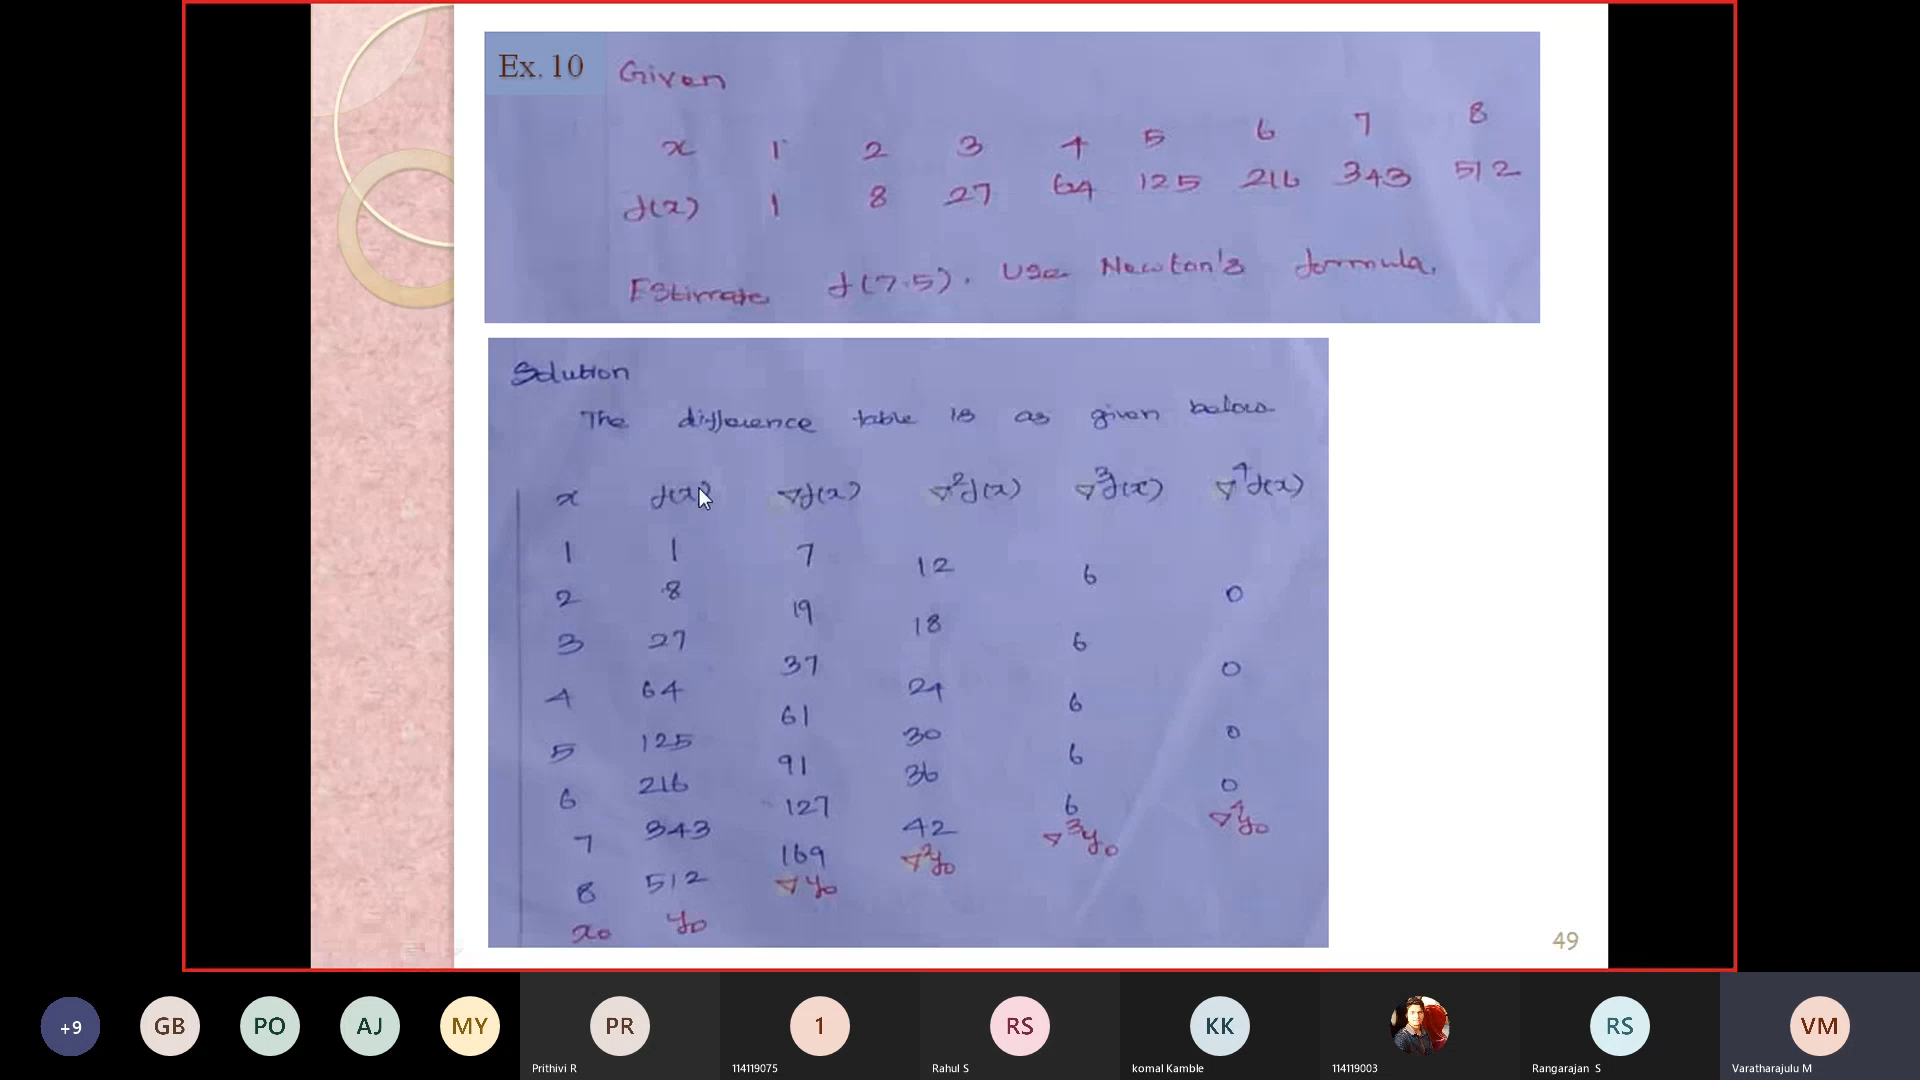 Ex. 10 Given
x 1 2 3 4 5 6 7 8
f(x) 1 8 27 64 125 216 343 512
Estimate f(7.5). Use Newton's formula.
Solution
The difference table is as given below
x f(x) ∇f(x) ∇²f(x) ∇³f(x) ∇⁴f(x)
1 1 7 12 6
2 8 0
19 18
3 27 6
37 0
4 64 24 6
61 0
5 125 30 6
91 36 0
6 216 127 6 ∇⁴y₀
7 343 42 ∇³y₀
169 ∇²y₀
8 512 ∇y₀
x₀ y₀
49
+9 GB PO AJ MY PR 1 RS KK RS VM
Prithivi R 114119075 Rahul S komal Kamble 114119003 Rangarajan S Varatharajulu M